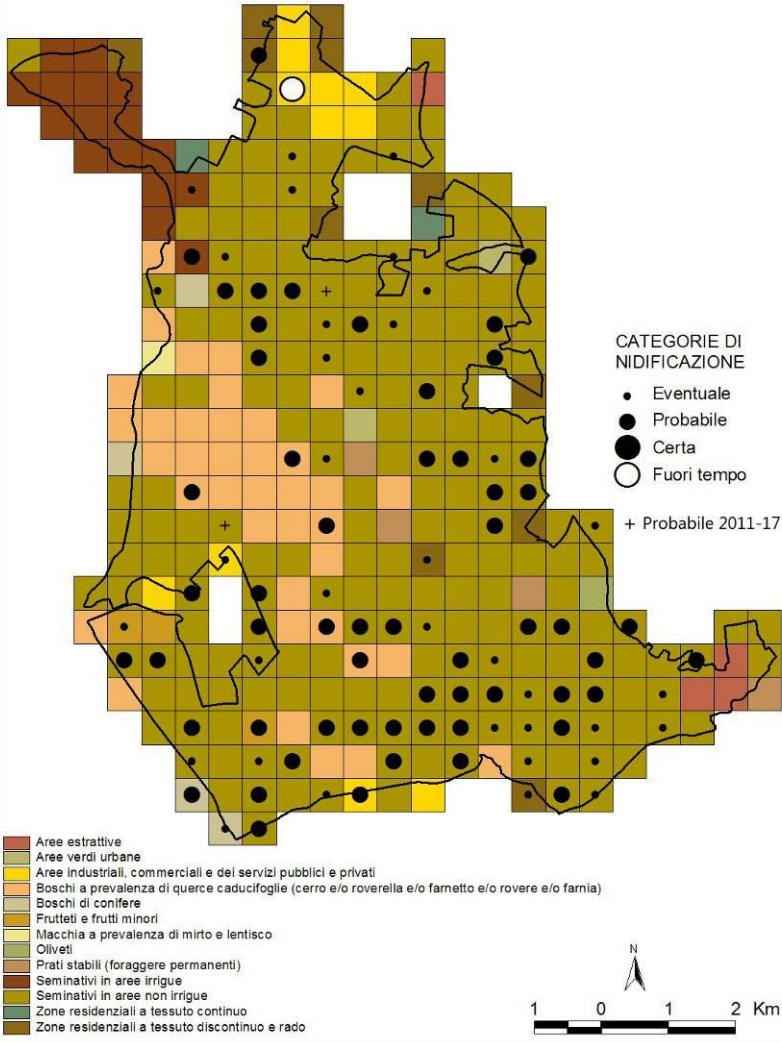 CATEGORIE DI
NIDIFICAZIONE
Eventuale
Probabile
Certa
Fuori tempo
+ Probabile 2011-17
Aree estrattive
Aree verdi urbane
Aree industriali, commerciali e dei servizi pubblici e privati
Boschi a prevalenza di querce caducifoglie (cerro e/o roverella e/o farnetto e/o rovere e/o farnia)
Boschi di conifere
Frutteti e frutti minori
Macchia a prevalenza di mirto e lentisco
Oliveti
Prati stabili (foraggere permanenti)
Seminativi in aree irrigue
Seminativi in aree non irrigue
Zone residenziali a tessuto continuo
Zone residenziali a tessuto discontinuo e rado
N
1 0 1 2 Km